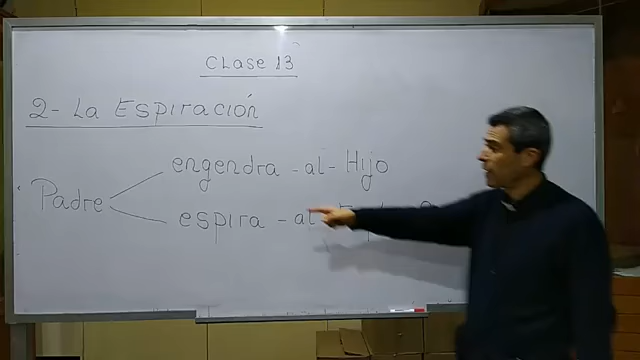 Clase 13
2- La Espiración
engendra - al - Hijo
Padre
espira - al